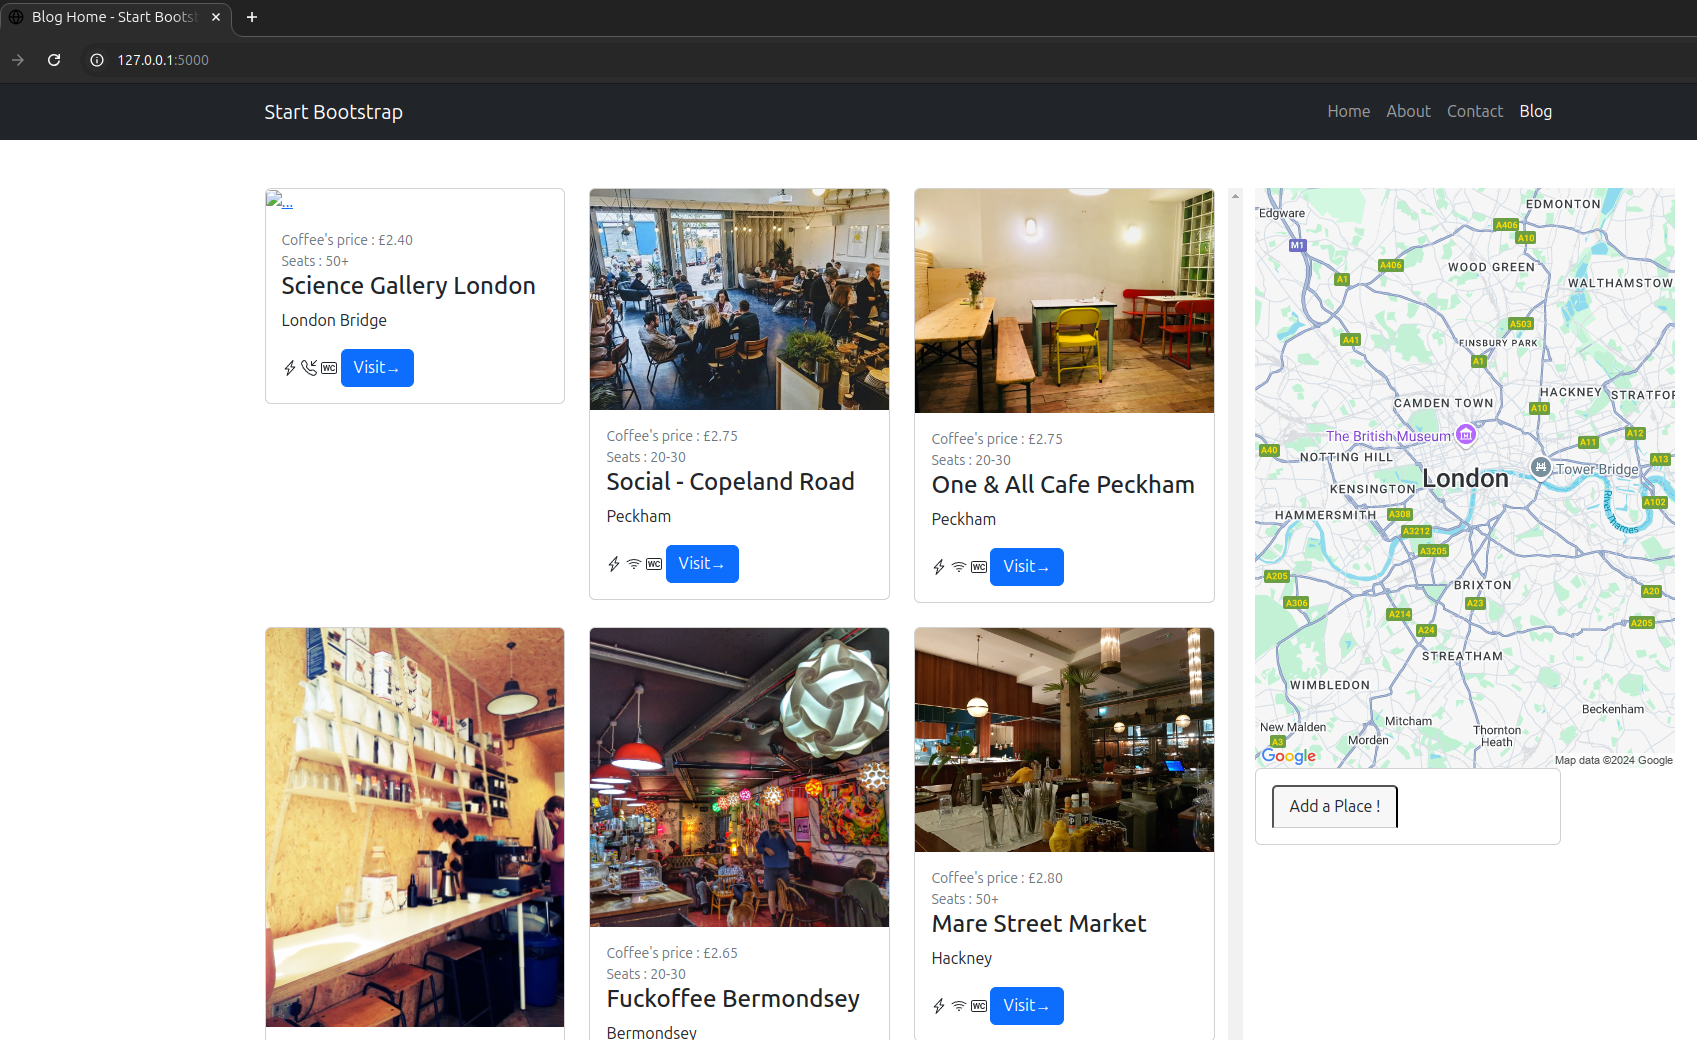 Blog Home - Start Bootst
127.0.0.1:5000
Start Bootstrap
Home About Contact Blog
...
Coffee's price : £2.40
Seats : 50+
Science Gallery London
London Bridge
WC Visit→
Coffee's price : £2.75
Seats : 20-30
Social - Copeland Road
Peckham
WC Visit→
Coffee's price : £2.75
Seats : 20-30
One & All Cafe Peckham
Peckham
WC Visit→
Coffee's price : £2.65
Seats : 20-30
Fuckoffee Bermondsey
Bermondsey
Coffee's price : £2.80
Seats : 50+
Mare Street Market
Hackney
WC Visit→
EDMONTON
Edgware
A406
A10
M1
A406
WOOD GREEN
A1
WALTHAMSTOW
A503
A41
FINSBURY PARK
A1
HACKNEY
STRATFOR
CAMDEN TOWN
A10
The British Museum
A12
A11
A40
NOTTING HILL
A13
London
Tower Bridge
KENSINGTON
River Thames
A102
HAMMERSMITH
A308
A3212
A3205
A205
BRIXTON
A20
A306
A23
A214
A205
A24
STREATHAM
WIMBLEDON
Beckenham
New Malden
Mitcham
Thornton
Heath
A3
Morden
Google
Map data ©2024 Google
Add a Place !